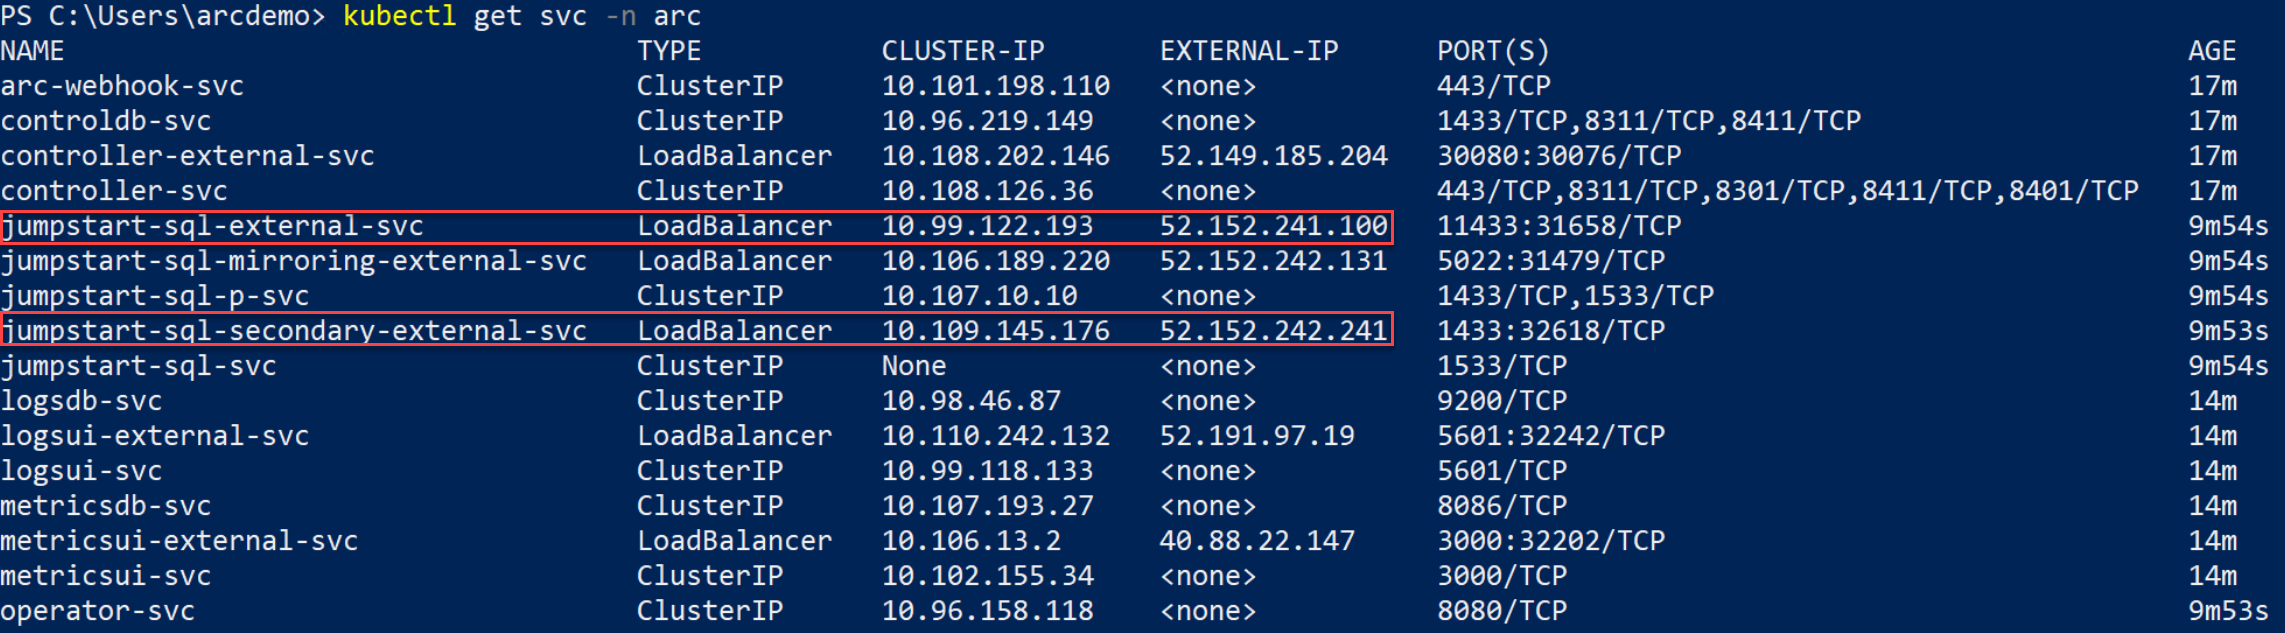 PS C:\Users\arcdemo> kubectl get svc -n arc
NAME TYPE CLUSTER-IP EXTERNAL-IP PORT(S) AGE
arc-webhook-svc ClusterIP 10.101.198.110 <none> 443/TCP 17m
controldb-svc ClusterIP 10.96.219.149 <none> 1433/TCP,8311/TCP,8411/TCP 17m
controller-external-svc LoadBalancer 10.108.202.146 52.149.185.204 30080:30076/TCP 17m
controller-svc ClusterIP 10.108.126.36 <none> 443/TCP,8311/TCP,8301/TCP,8411/TCP,8401/TCP 17m
jumpstart-sql-external-svc LoadBalancer 10.99.122.193 52.152.241.100 11433:31658/TCP 9m54s
jumpstart-sql-mirroring-external-svc LoadBalancer 10.106.189.220 52.152.242.131 5022:31479/TCP 9m54s
jumpstart-sql-p-svc ClusterIP 10.107.10.10 <none> 1433/TCP,1533/TCP 9m54s
jumpstart-sql-secondary-external-svc LoadBalancer 10.109.145.176 52.152.242.241 1433:32618/TCP 9m53s
jumpstart-sql-svc ClusterIP None <none> 1533/TCP 9m54s
logsdb-svc ClusterIP 10.98.46.87 <none> 9200/TCP 14m
logsui-external-svc LoadBalancer 10.110.242.132 52.191.97.19 5601:32242/TCP 14m
logsui-svc ClusterIP 10.99.118.133 <none> 5601/TCP 14m
metricsdb-svc ClusterIP 10.107.193.27 <none> 8086/TCP 14m
metricsui-external-svc LoadBalancer 10.106.13.2 40.88.22.147 3000:32202/TCP 14m
metricsui-svc ClusterIP 10.102.155.34 <none> 3000/TCP 14m
operator-svc ClusterIP 10.96.158.118 <none> 8080/TCP 9m53s